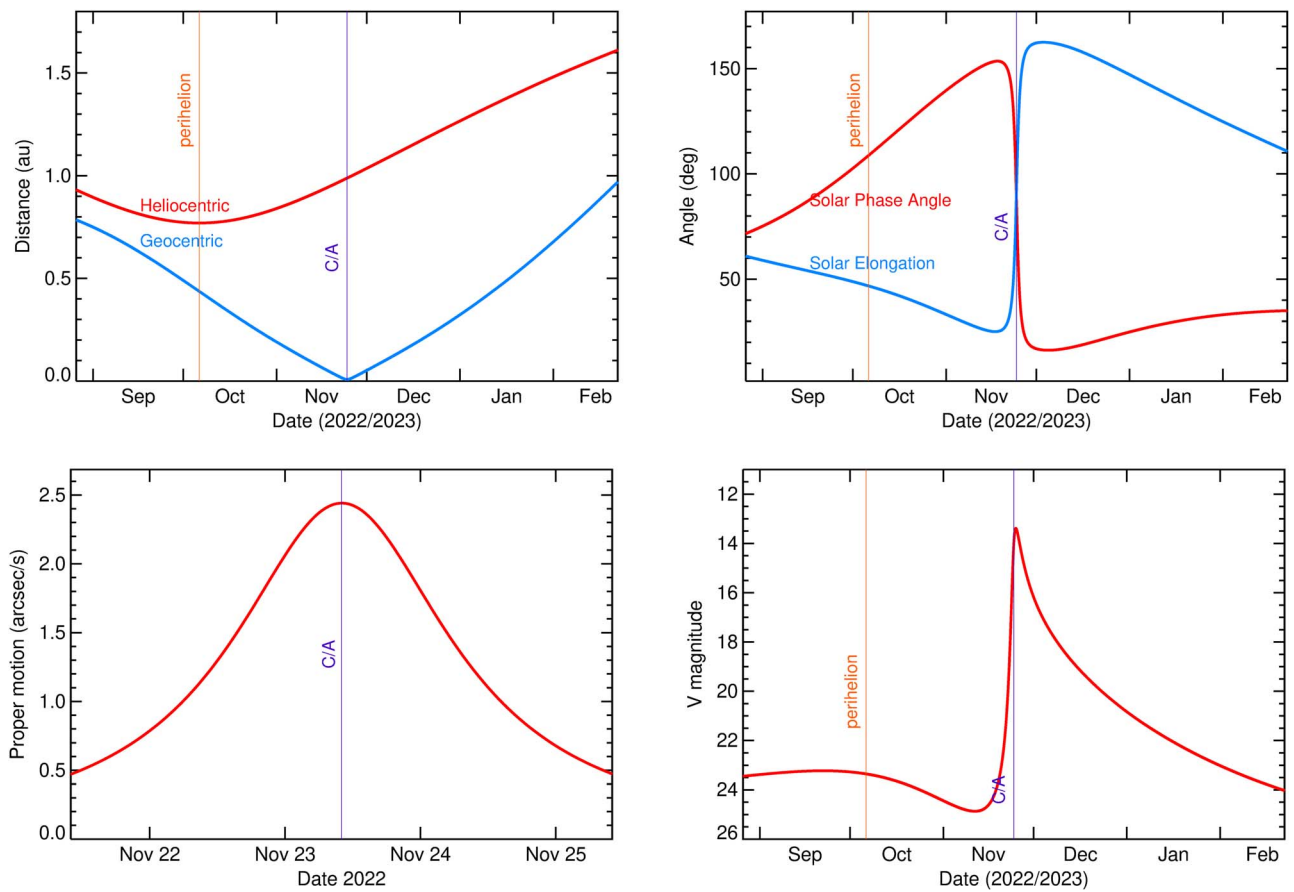 1.5
1.0
0.5
0.0
Distance (au)
perihelion
Heliocentric
Geocentric
C/A
Sep Oct Nov Dec Jan Feb
Date (2022/2023)
150
100
50
Angle (deg)
perihelion
Solar Phase Angle
C/A
Solar Elongation
Sep Oct Nov Dec Jan Feb
Date (2022/2023)
2.5
2.0
1.5
1.0
0.5
0.0
Proper motion (arcsec/s)
C/A
Nov 22 Nov 23 Nov 24 Nov 25
Date 2022
12
14
16
18
20
22
24
26
V magnitude
perihelion
C/A
Sep Oct Nov Dec Jan Feb
Date (2022/2023)